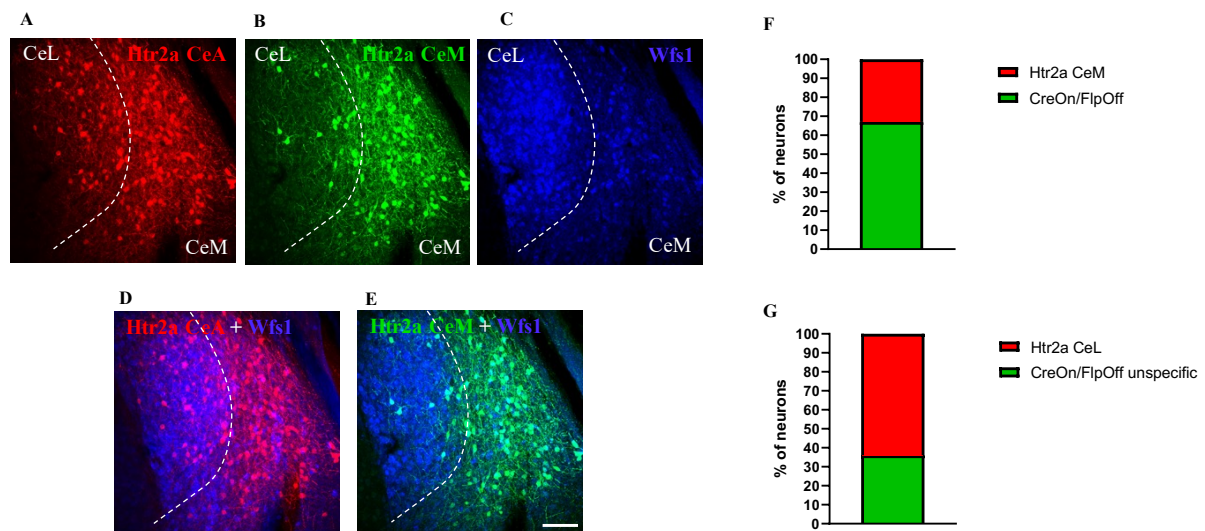 A
CeL
Htr2a CeA
CeM
B
CeL
Htr2a CeM
CeM
C
CeL
Wfs1
CeM
D
Htr2a CeA + Wfs1
E
Htr2a CeM + Wfs1
F
100
90
80
70
60
50
40
30
20
10
0
% of neurons
Htr2a CeM
CreOn/FlpOff
G
100
90
80
70
60
50
40
30
20
10
0
% of neurons
Htr2a CeL
CreOn/FlpOff unspecific